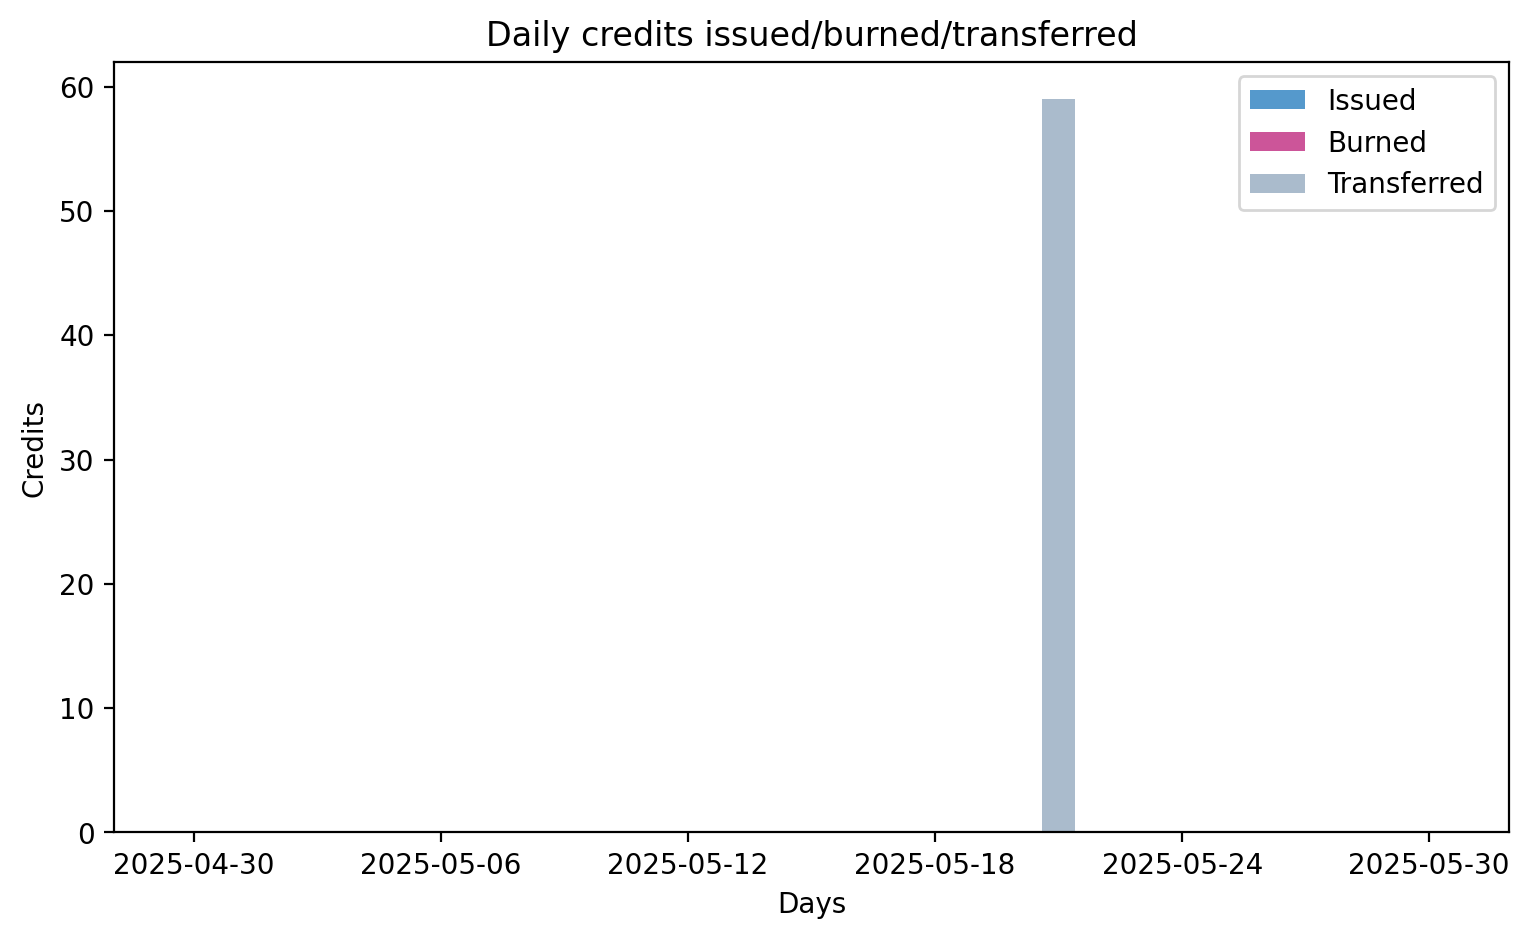 Daily credits issued/burned/transferred
Issued
Burned
Transferred
60
50
40
30
20
10
0
Credits
2025-04-30 2025-05-06 2025-05-12 2025-05-18 2025-05-24 2025-05-30
Days